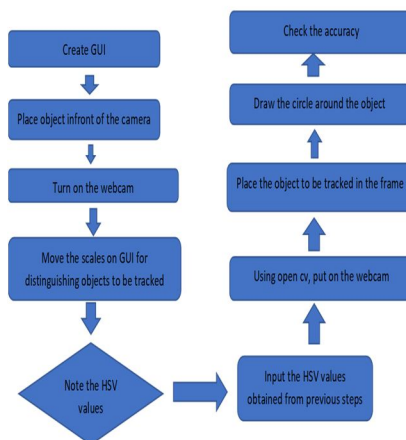 Create GUI
Place object infront of the camera
Turn on the webcam
Move the scales on GUI for
distinguishing objects to be tracked
Note the HSV
values
Input the HSV values
obtained from previous steps
Using open cv, put on the webcam
Place the object to be tracked in the frame
Draw the circle around the object
Check the accuracy